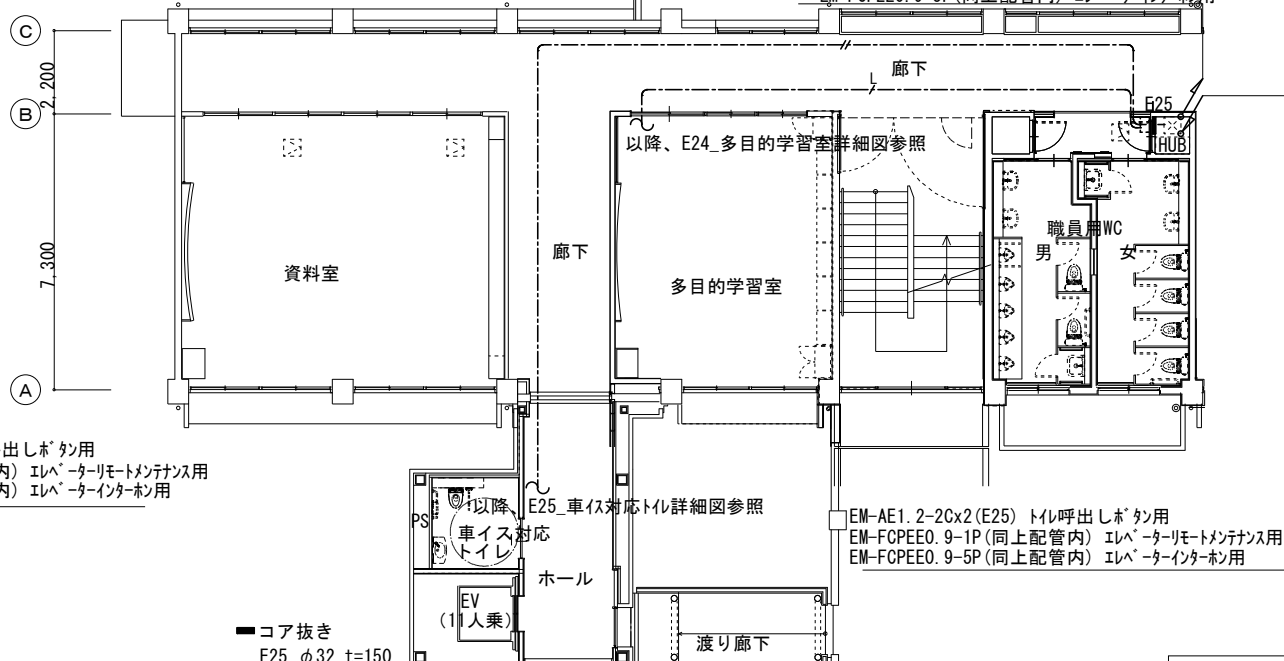 C
2,200
廊下
L
B
E25
HUB
以降、E24_多目的学習室詳細図参照
職員用WC
男
女
7,300
資料室
廊下
多目的学習室
A
出しボタン用
内) エレベーターリモートメンテナンス用
内) エレベーターインターホン用
以降、E25_車イス対応トイレ詳細図参照
PS
車イス対応
トイレ
ホール
EV
(11人乗)
EM-AE1.2-2Cx2(E25) トイレ呼出しボタン用
EM-FCPEE0.9-1P(同上配管内) エレベーターリモートメンテナンス用
EM-FCPEE0.9-5P(同上配管内) エレベーターインターホン用
コア抜き
E25 φ32 t=150
渡り廊下